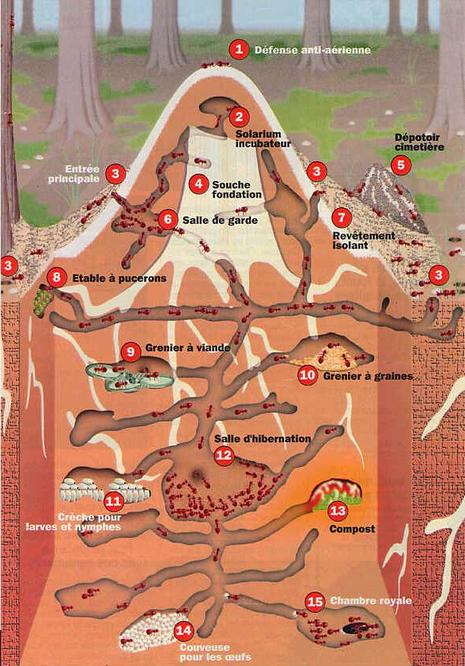 1 Défense anti-aérienne
2 Solarium
incubateur
Dépotoir
cimetière
5
Entrée
principale 3
3
4 Souche
fondation
6 Salle de garde
7
Revêtement
isolant
3
3
8 Etable à pucerons
9
Grenier à viande
10 Grenier à graines
Salle d'hibernation
12
11
Crèche pour
larves et nymphes
13
Compost
15 Chambre royale
14
Couveuse
pour les œufs